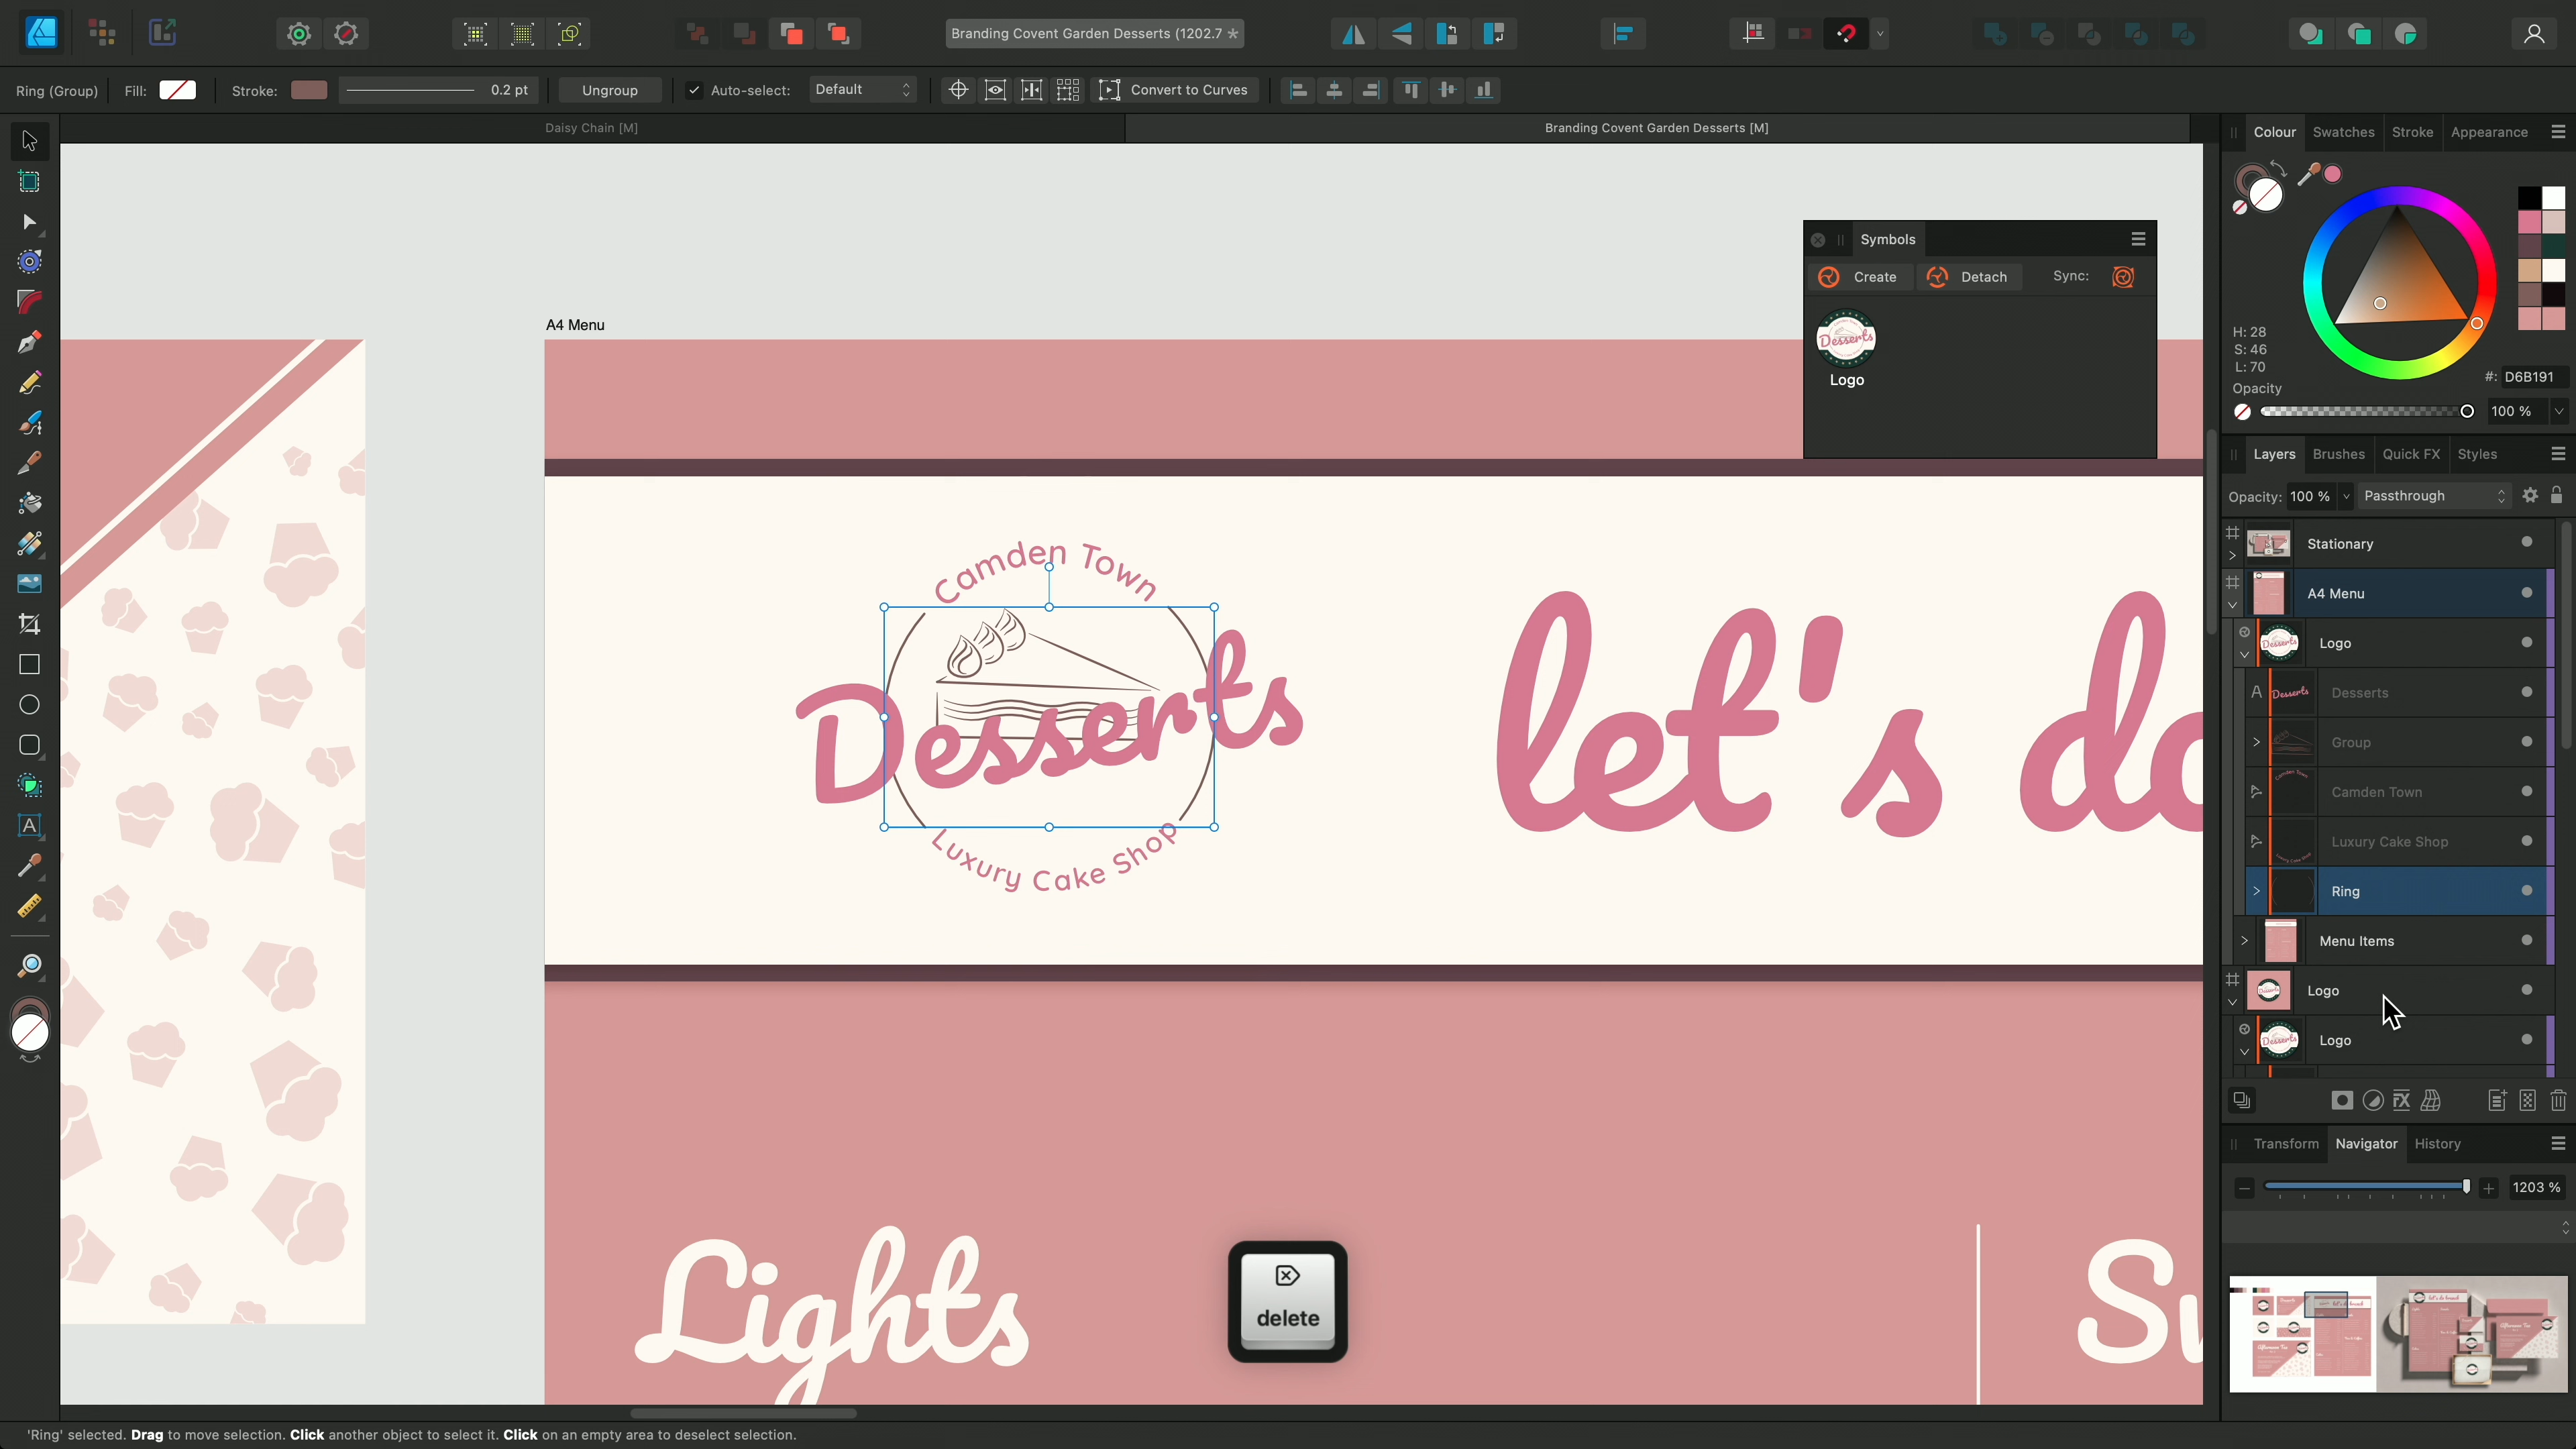 Branding Covent Garden Desserts (1202.7 *
Ring (Group)
Fill:
Stroke:
0.2 pt
Ungroup
Auto-select:
Default
Convert to Curves
Daisy Chain [M]
Branding Covent Garden Desserts [M]
Colour
Swatches
Stroke
Appearance
H: 28
S: 46
L: 70
#: D6B191
Opacity
100 %
Symbols
Create
Detach
Sync:
Desserts
Logo
A4 Menu
Camden Town
Desserts
Luxury Cake Shop
let's do
Lights
delete
Layers
Brushes
Quick FX
Styles
Opacity: 100 %
Passthrough
Stationary
A4 Menu
Desserts
Logo
A
Desserts
Desserts
Group
Camden Town
Luxury Cake Shop
Ring
Menu Items
Logo
Desserts
Logo
Transform
Navigator
History
1203 %
'Ring' selected. Drag to move selection. Click another object to select it. Click on an empty area to deselect selection.